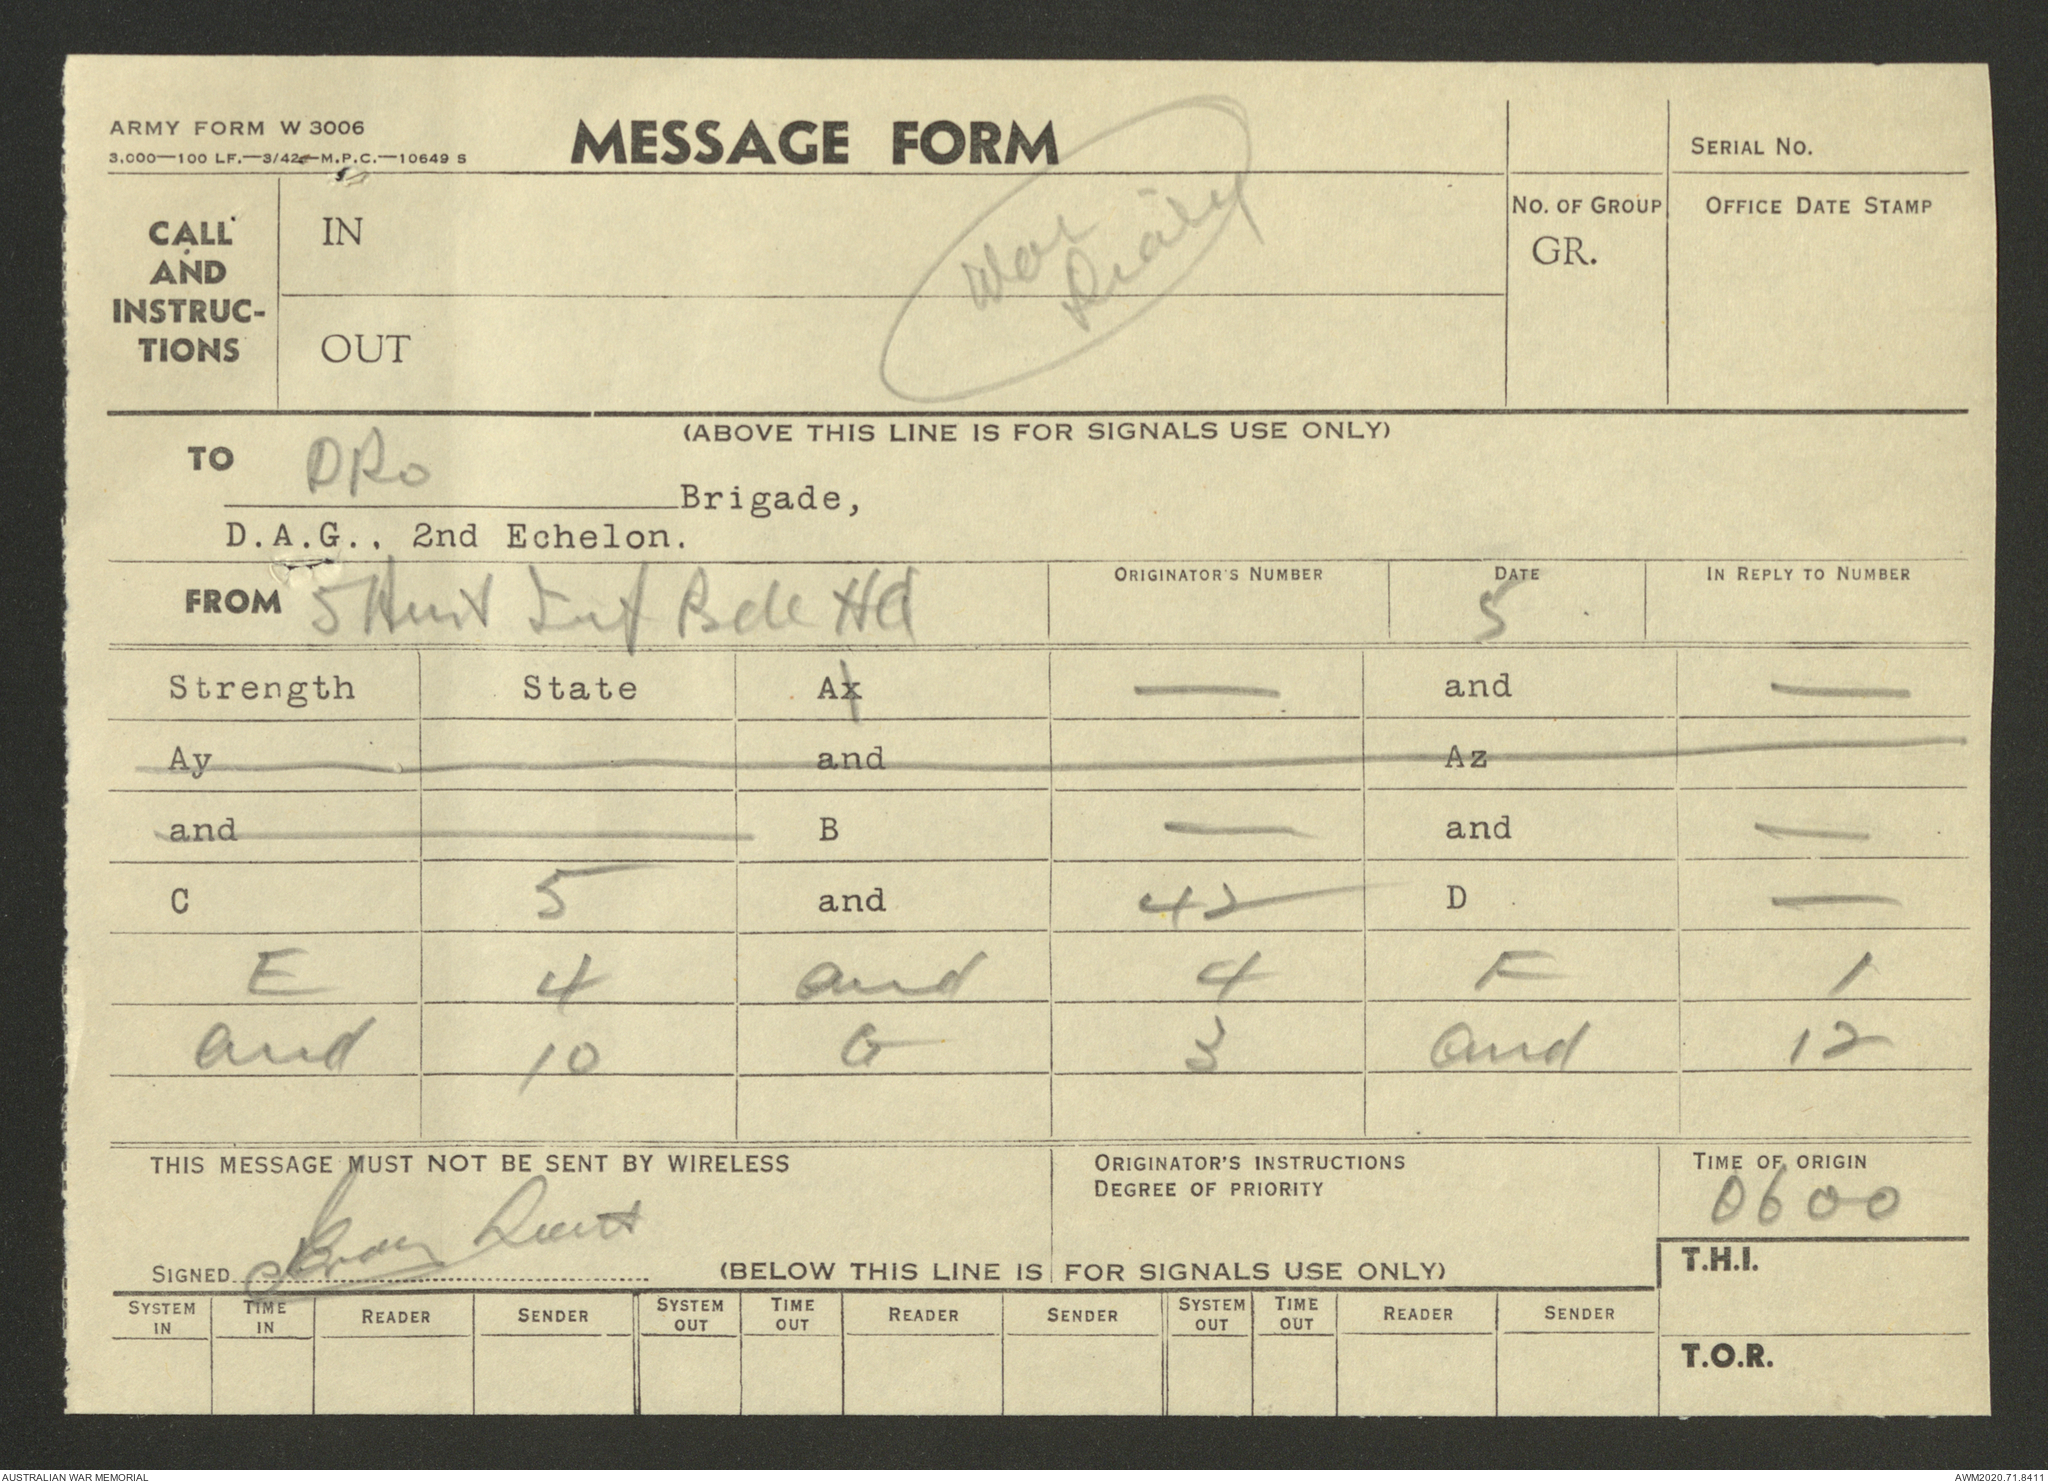 ARMY FORM W 3006
3,000—100 LF.—3/42—M.P.C.—10649 S
MESSAGE FORM
SERIAL NO.
CALL AND INSTRUC-TIONS
IN
War Diary
NO. OF GROUP
GR.
OFFICE DATE STAMP
OUT
(ABOVE THIS LINE IS FOR SIGNALS USE ONLY)
TO DRo
Brigade,
D.A.G., 2nd Echelon.
FROM 5 Aust Inf Bde HQ
ORIGINATOR'S NUMBER
DATE
5
IN REPLY TO NUMBER
Strength State Ax — and —
Ay and Az
and B — and —
C 5 and 42 D —
E 4 and 4 F 1
and 10 G 3 and 12
THIS MESSAGE MUST NOT BE SENT BY WIRELESS
ORIGINATOR'S INSTRUCTIONS
DEGREE OF PRIORITY
TIME OF ORIGIN
0600
SIGNED
(BELOW THIS LINE IS FOR SIGNALS USE ONLY)
T.H.I.
SYSTEM IN TIME IN READER SENDER SYSTEM OUT TIME OUT READER SENDER SYSTEM OUT TIME OUT READER SENDER
T.O.R.
AUSTRALIAN WAR MEMORIAL
AWM2020.71.8411